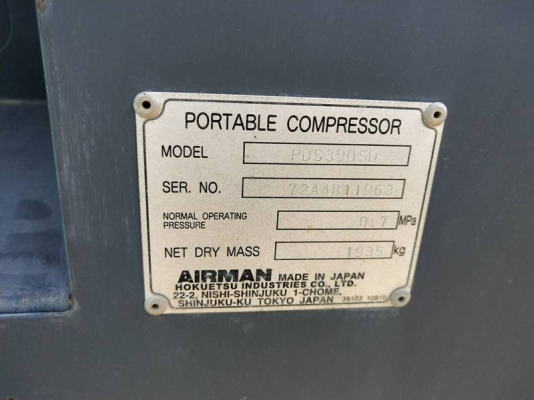 PORTABLE COMPRESSOR
MODEL PDS390SD
SER. NO. 72A4B11963
NORMAL OPERATING PRESSURE 0.7 MPa
NET DRY MASS 1935 kg
AIRMAN MADE IN JAPAN
HOKUETSU INDUSTRIES CO., LTD.
22-2, NISHI-SHINJUKU 1-CHOME,
SHINJUKU-KU TOKYO JAPAN